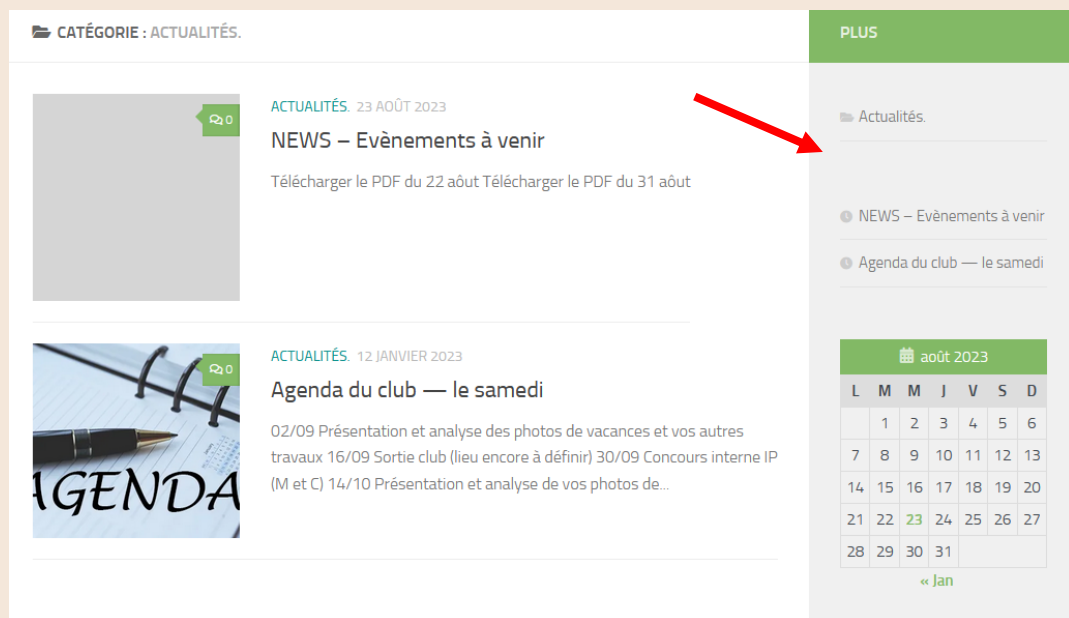 CATÉGORIE : ACTUALITÉS.
0
ACTUALITÉS. 23 AOÛT 2023
NEWS – Evènements à venir
Télécharger le PDF du 22 aôut Télécharger le PDF du 31 aôut
0
AGENDA
ACTUALITÉS. 12 JANVIER 2023
Agenda du club — le samedi
02/09 Présentation et analyse des photos de vacances et vos autres
travaux 16/09 Sortie club (lieu encore à définir) 30/09 Concours interne IP
(M et C) 14/10 Présentation et analyse de vos photos de...
PLUS
Actualités.
NEWS – Evènements à venir
Agenda du club — le samedi
août 2023
L M M J V S D
1 2 3 4 5 6
7 8 9 10 11 12 13
14 15 16 17 18 19 20
21 22 23 24 25 26 27
28 29 30 31
« Jan